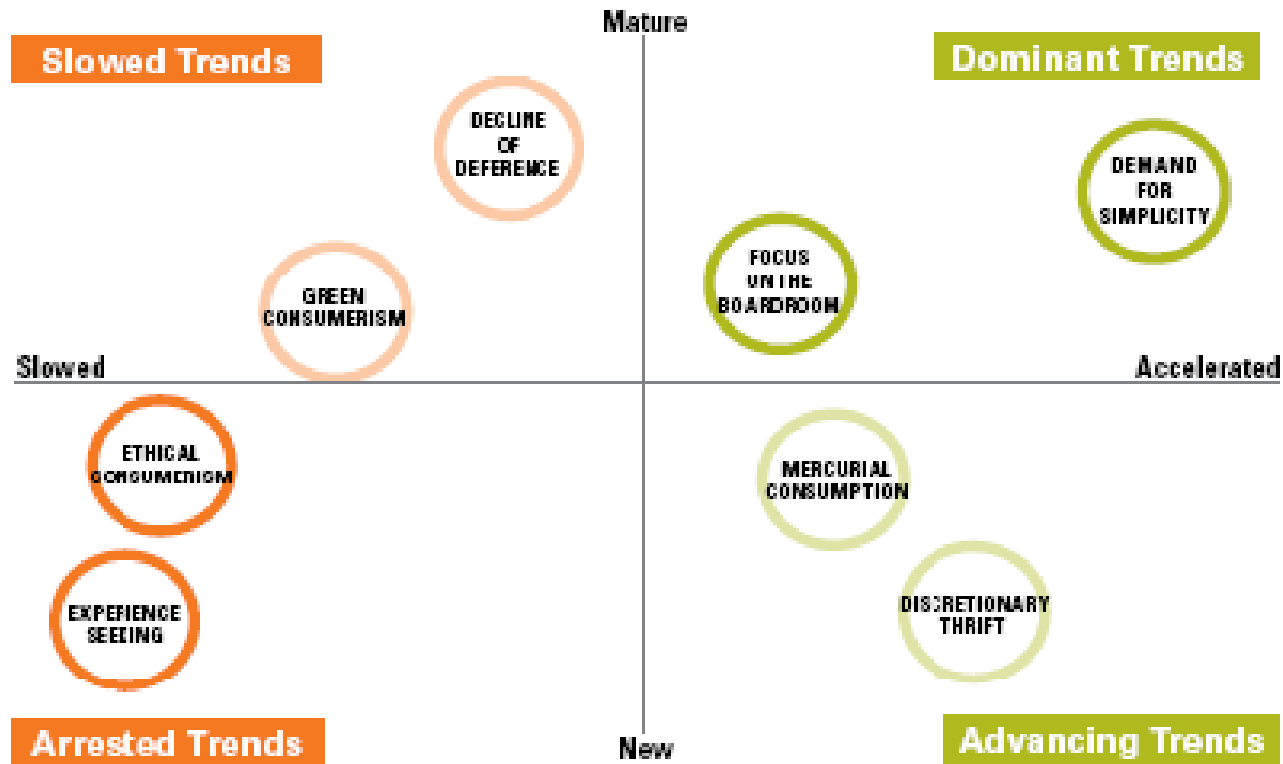 Mature
Slowed Trends
Dominant Trends
DECLINE
OF
DEFERENCE
DEMAND
FOR
SIMPLICITY
FOCUS
ON THE
BOARDROOM
GREEN
CONSUMERISM
Slowed
Accelerated
ETHICAL
CONSUMERISM
MERCURIAL
CONSUMPTION
EXPERIENCE
DISCRETIONARY
THRIFT
Arrested Trends
New
Advancing Trends